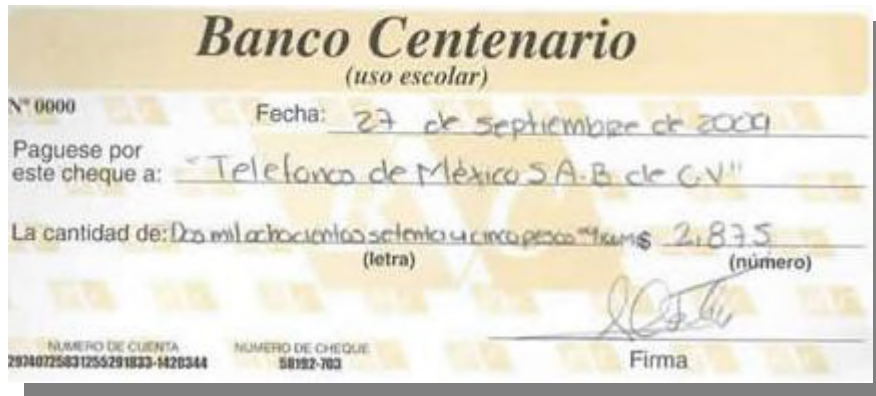 Banco Centenario
(uso escolar)
N° 0000
Fecha: 27 de septiembre de 2009
Paguese por
este cheque a: "Telefonos de México S.A.B de C.V"
La cantidad de: Dos mil ochocientos setenta y cinco pesos $ 2,875
(letra) (número)
NUMERO DE CUENTA NUMERO DE CHEQUE
29740725831255291833-1420344 58192-703
Firma